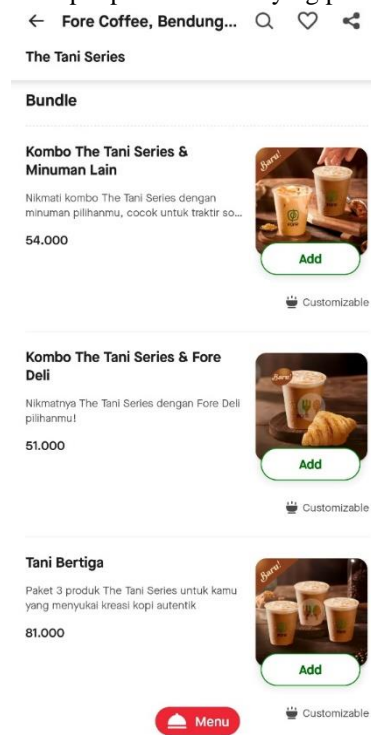 Fore Coffee, Bendung...
The Tani Series
Bundle
Kombo The Tani Series &
Minuman Lain
Nikmati kombo The Tani Series dengan
minuman pilihanmu, cocok untuk traktir so...
54.000
Baru!
Add
Customizable
Kombo The Tani Series & Fore
Deli
Nikmatnya The Tani Series dengan Fore Deli
pilihanmu!
51.000
Baru!
Add
Customizable
Tani Bertiga
Paket 3 produk The Tani Series untuk kamu
yang menyukai kreasi kopi autentik
81.000
Baru!
Add
Customizable
Menu